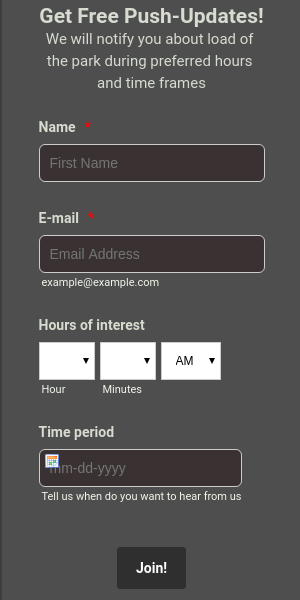 Get Free Push-Updates!
We will notify you about load of
the park during preferred hours
and time frames
Name *
First Name
E-mail *
Email Address
example@example.com
Hours of interest
AM
Hour Minutes
Time period
mm-dd-yyyy
Tell us when do you want to hear from us
Join!